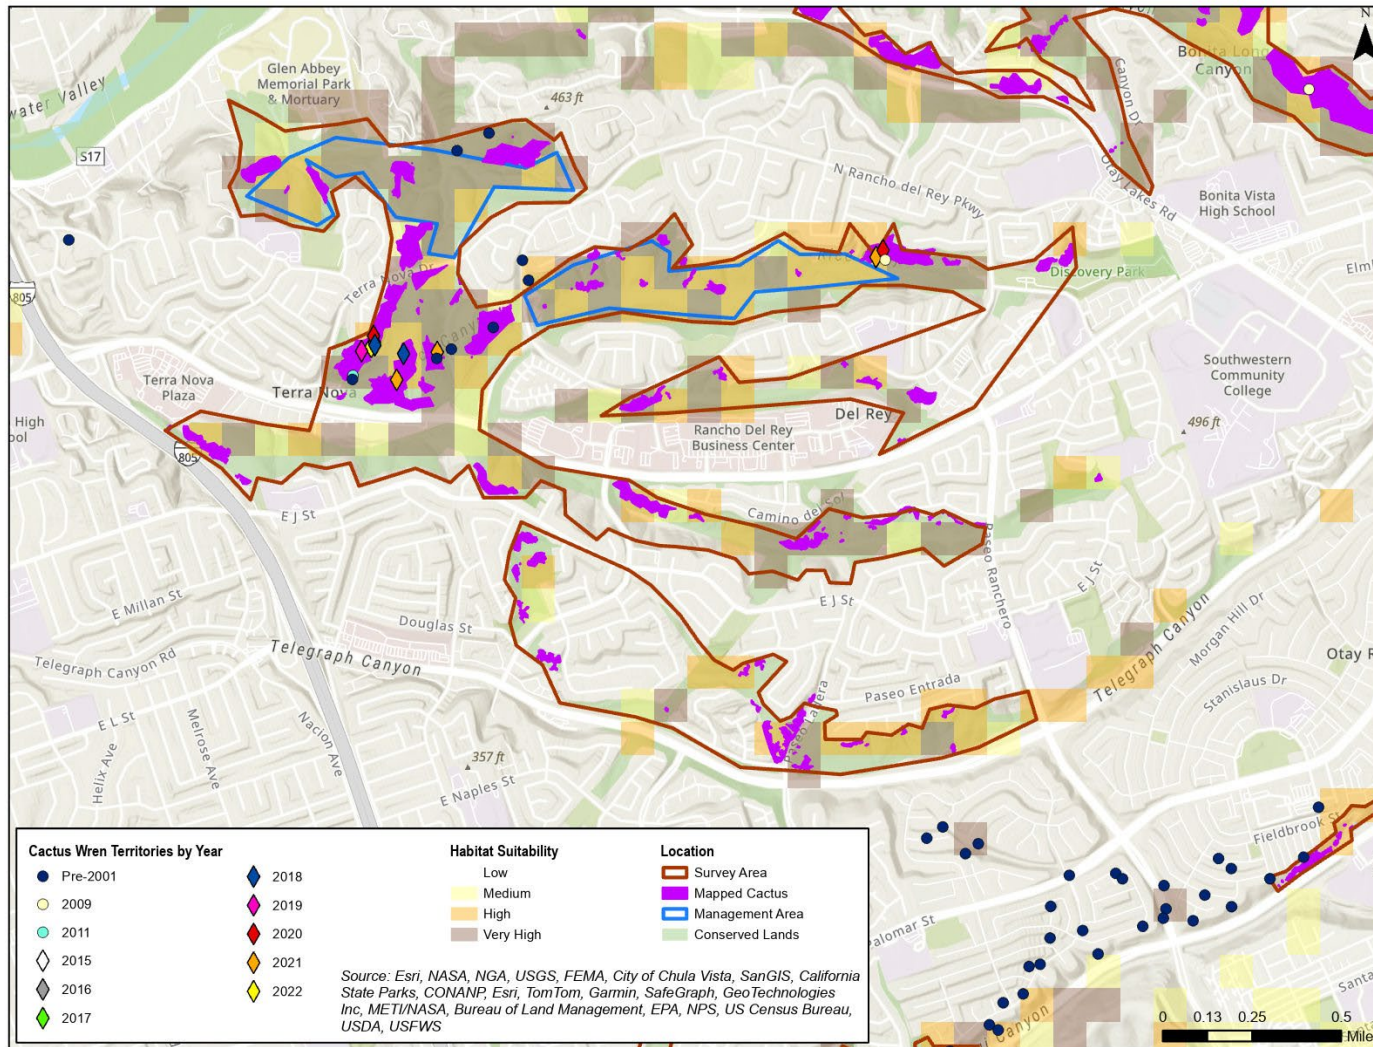 N
Glen Abbey
Memorial Park
& Mortuary
463 ft
water Valley
S17
Canyon Dr
Bonita Long
Canyon
Otay Lakes Rd
N Rancho del Rey Pkwy
Bonita Vista
High School
Discovery Park
Terra Nova Dr
805
Terra Nova
Plaza
Terra Nova
High
ool
Southwestern
Community
College
Del Rey
Rancho Del Rey
Business Center
496 ft
805
E J St
Camino del Sol
Paseo Ranchero
E J St
E J St
E Millan St
Douglas St
Telegraph Canyon
Telegraph Canyon Rd
Telegraph Canyon
Morgan Hill Dr
Otay R
Stanislaus Dr
Paseo Entrada
Paseo Ladera
E L St
Melrose Ave
Nacion Ave
Helix Ave
357 ft
E Naples St
Fieldbrook St
Palomar St
Canyon
Santa
Cactus Wren Territories by Year
Pre-2001
2009
2011
2015
2016
2017
2018
2019
2020
2021
2022
Habitat Suitability
Low
Medium
High
Very High
Location
Survey Area
Mapped Cactus
Management Area
Conserved Lands
Source: Esri, NASA, NGA, USGS, FEMA, City of Chula Vista, SanGIS, California
State Parks, CONANP, Esri, TomTom, Garmin, SafeGraph, GeoTechnologies
Inc, METI/NASA, Bureau of Land Management, EPA, NPS, US Census Bureau,
USDA, USFWS
0 0.13 0.25 0.5
Miles